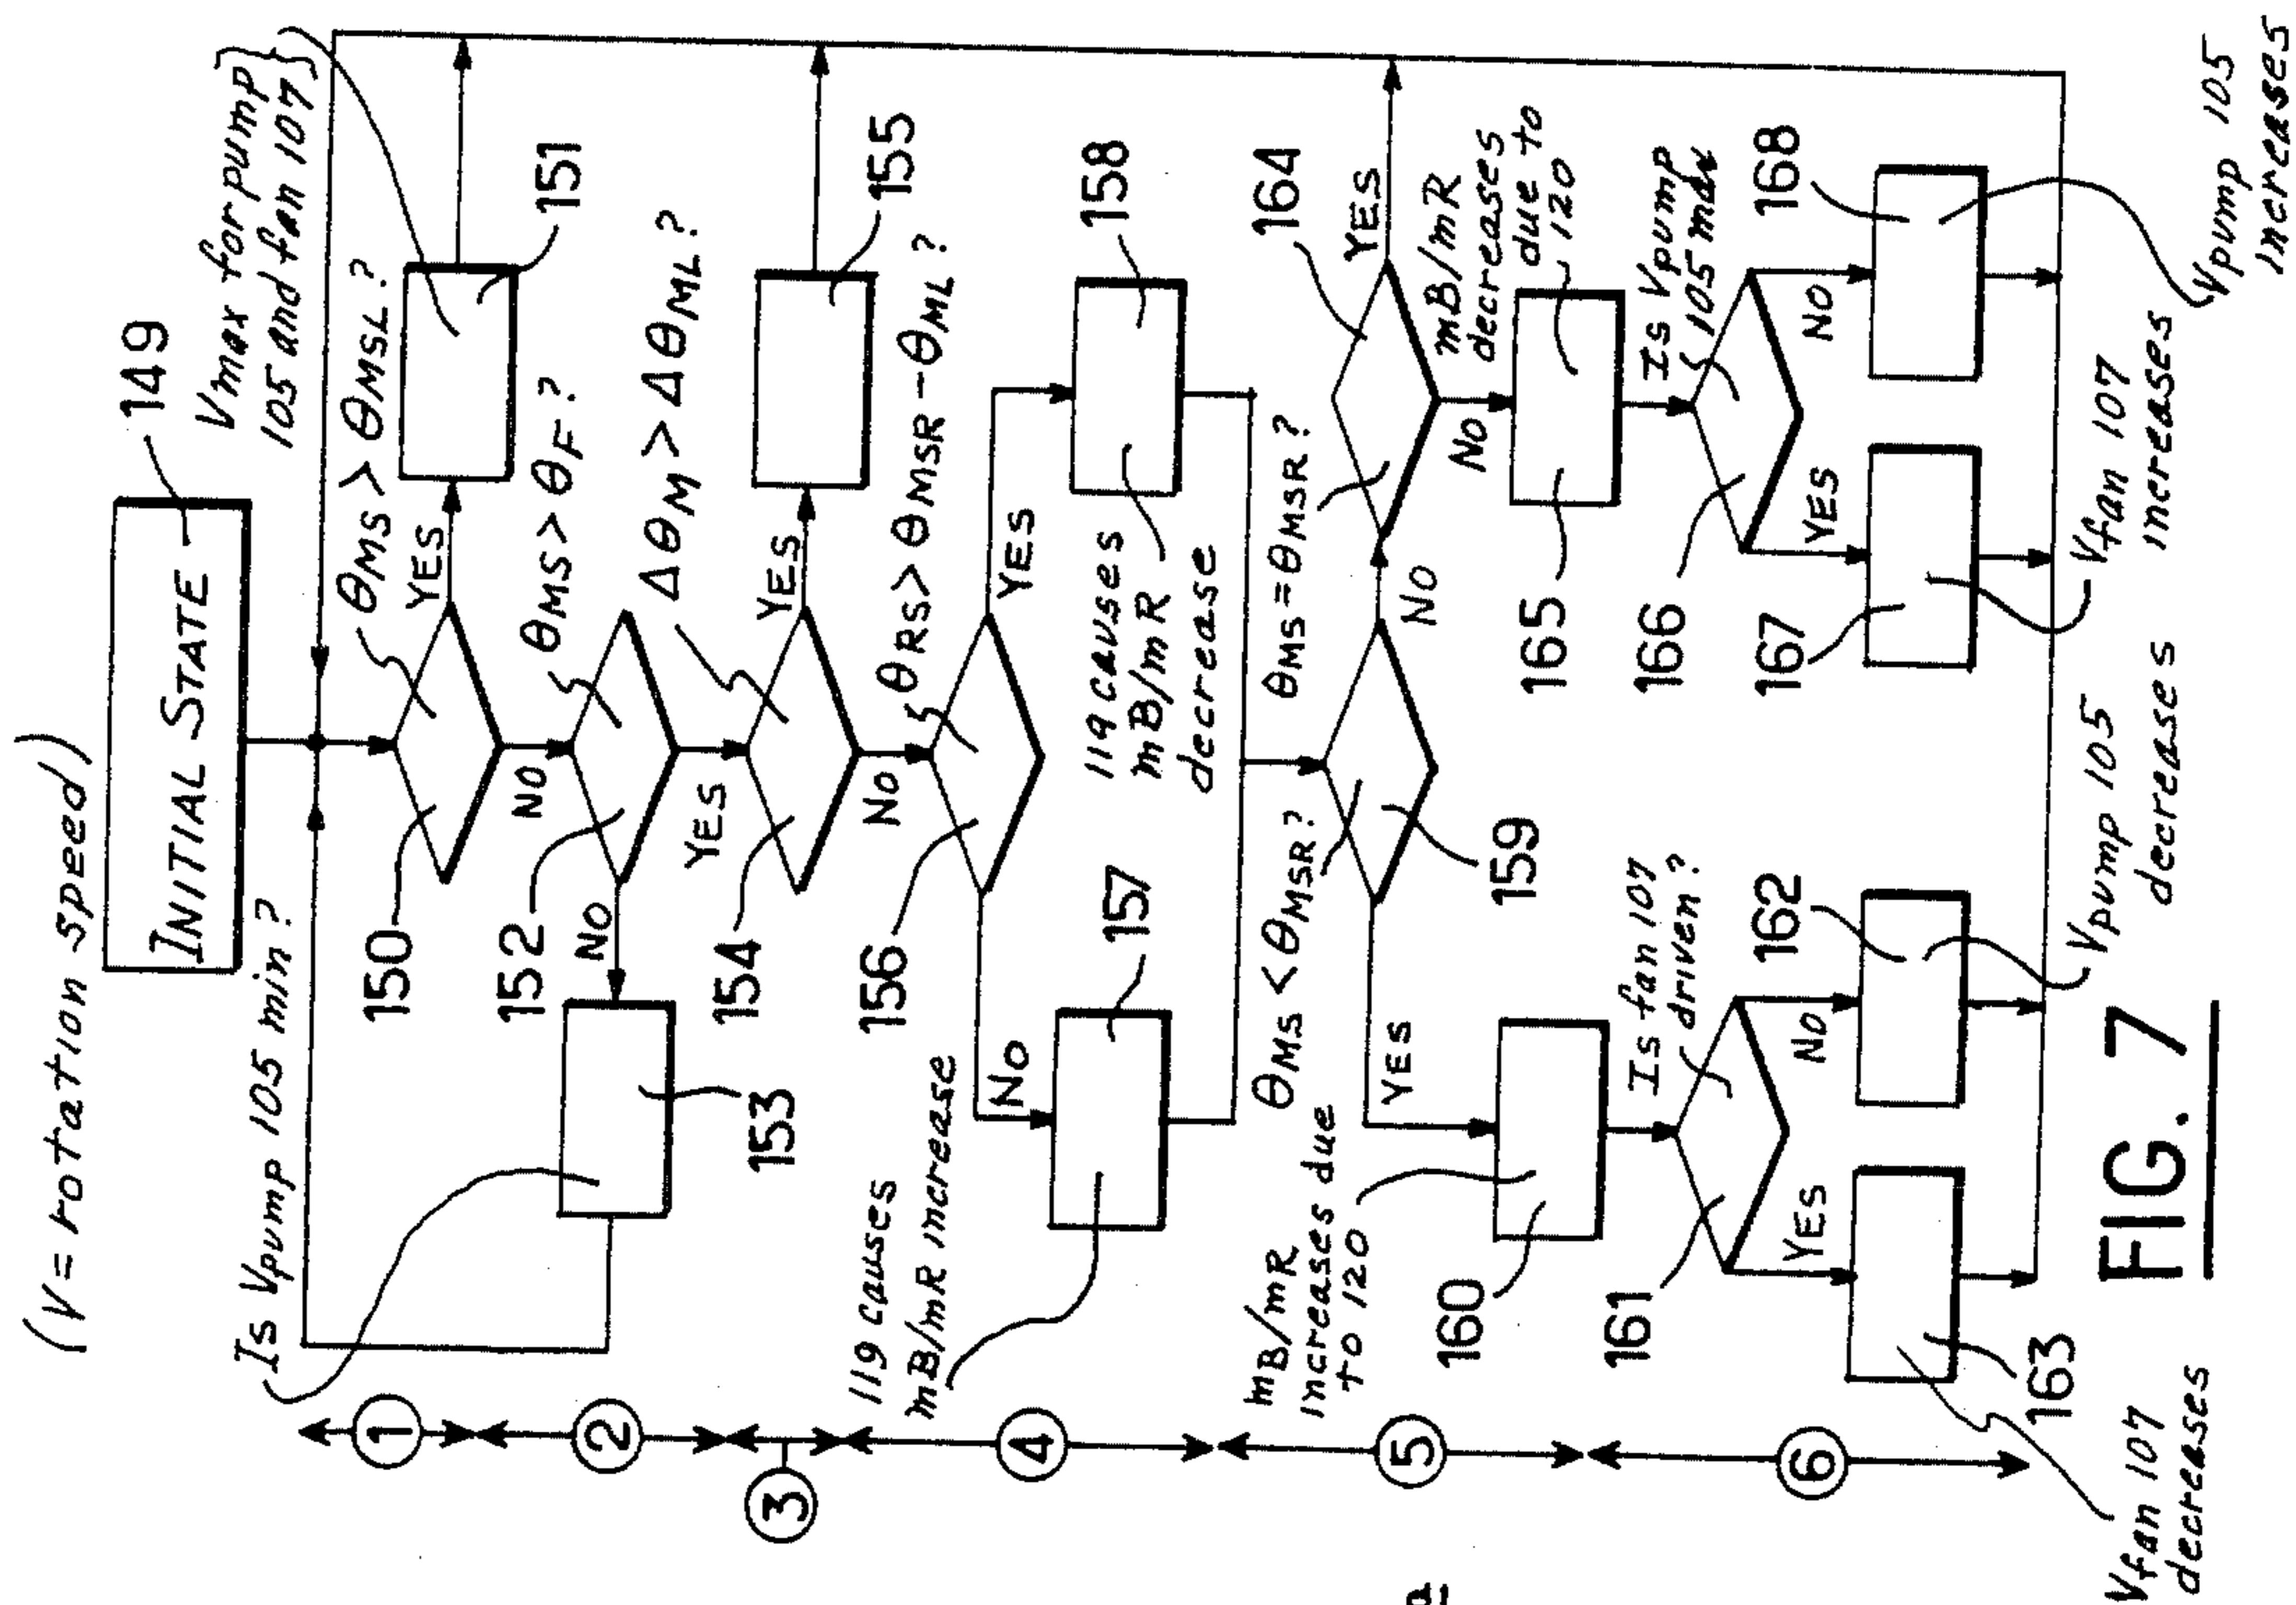 (V = rotation speed)
INITIAL STATE
149
Is Vpump 105 min?
Vmax for pump
105 and fan 107
θMS > θMSL?
150
YES
151
NO
θMS > θF?
152
NO
153
YES
ΔθM > ΔθML?
154
YES
155
NO
θRS > θMSR - θML?
156
NO
YES
119 causes
mB/mR increase
157
119 causes
mB/mR
decrease
158
θMS < θMSR?
159
YES
NO
θMS = θMSR?
164
YES
NO
mB/mR
increases due
to 120
160
mB/mR
decreases
due to
120
165
Is fan 107
driven?
161
YES
NO
Is Vpump
105
166
YES
NO
163
162
167
168
Vfan 107
decreases
Vpump 105
decreases
Vfan 107
increases
Vpump 105
increases
1
2
3
4
5
6
FIG. 7